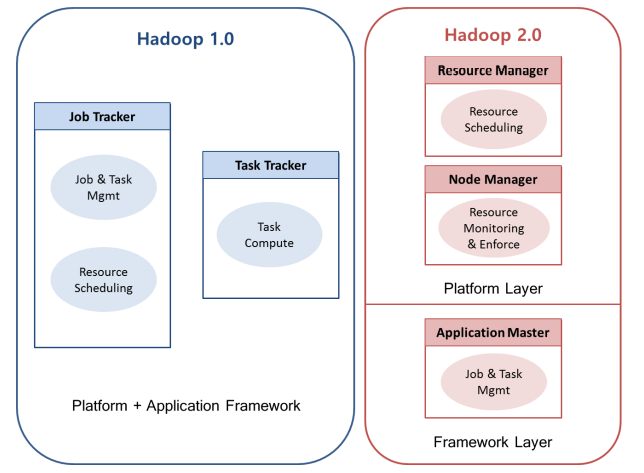 Hadoop 1.0
Job Tracker
Job & Task
Mgmt
Resource
Scheduling
Task Tracker
Task
Compute
Platform + Application Framework
Hadoop 2.0
Resource Manager
Resource
Scheduling
Node Manager
Resource
Monitoring
& Enforce
Platform Layer
Application Master
Job & Task
Mgmt
Framework Layer